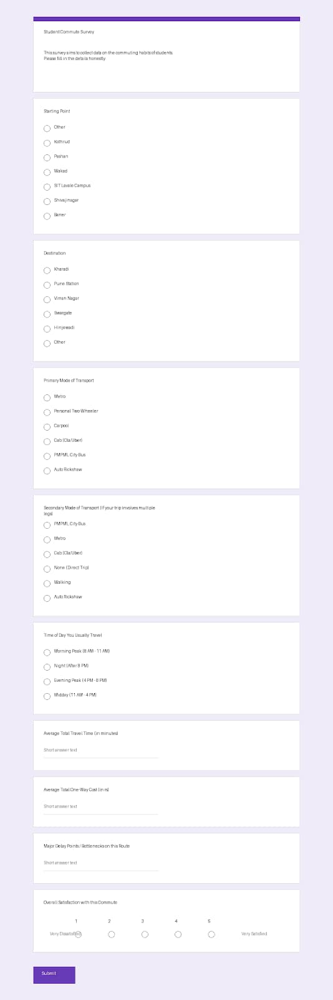 Student Commute Survey
This survey aims to collect data on the commuting habits of students.
Please fill in the details honestly.
Starting Point
Other
Kothrud
Pashan
Wakad
SIT Lavale Campus
Shivajinagar
Baner
Destination
Kharadi
Pune Station
Viman Nagar
Swargate
Hinjewadi
Other
Primary Mode of Transport
Metro
Personal Two-Wheeler
Carpool
Cab (Ola/Uber)
PMPML City Bus
Auto Rickshaw
Secondary Mode of Transport (If your trip involves multiple
legs)
PMPML City Bus
Metro
Cab (Ola/Uber)
None (Direct Trip)
Walking
Auto Rickshaw
Time of Day You Usually Travel
Morning Peak (8 AM - 11 AM)
Night (After 8 PM)
Evening Peak (4 PM - 8 PM)
Midday (11 AM - 4 PM)
Average Total Travel Time (in minutes)
Short answer text
Average Total One-Way Cost (in rs)
Short answer text
Major Delay Points / Bottlenecks on this Route
Short answer text
Overall Satisfaction with this Commute
1 2 3 4 5
Very Dissatisfied Very Satisfied
Submit